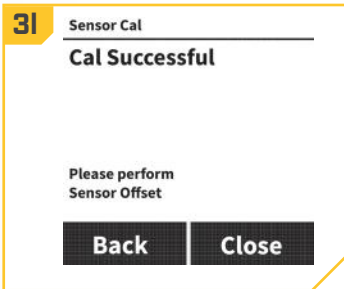 3l
Sensor Cal
Cal Successful
Please perform
Sensor Offset
Back Close